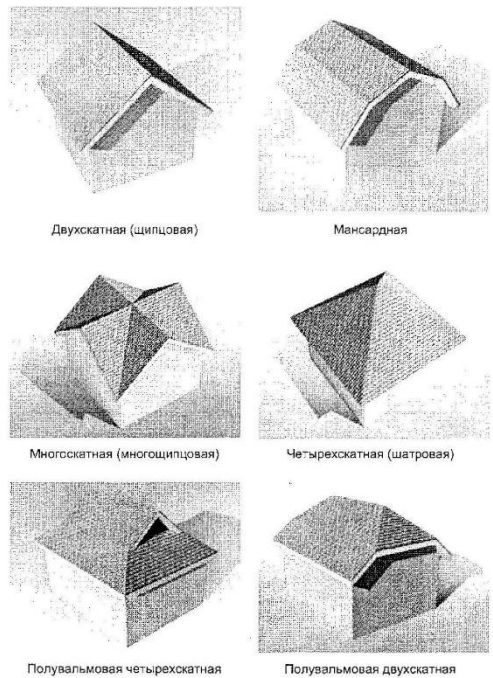 Двухскатная (щипцовая)
Мансардная
Многоскатная (многощипцовая)
Четырехскатная (шатровая)
Полувальмовая четырехскатная
Полувальмовая двухскатная